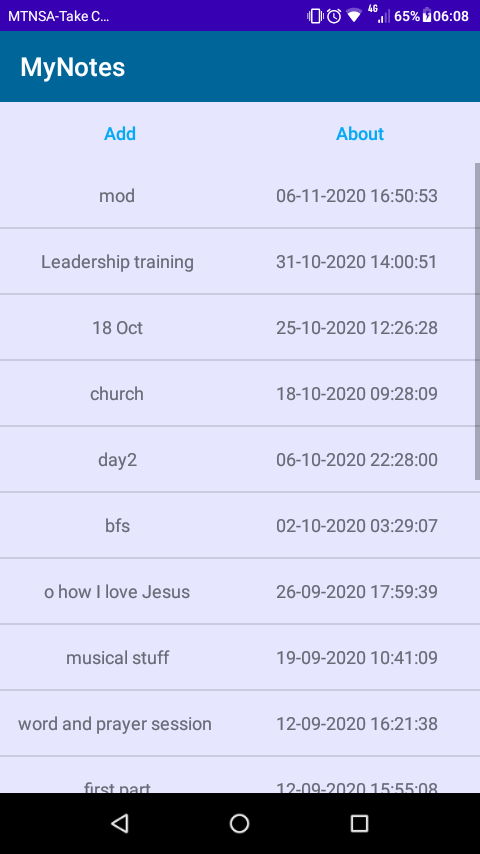 MTNSA-Take C... 4G 65% 06:08
MyNotes
Add About
mod 06-11-2020 16:50:53
Leadership training 31-10-2020 14:00:51
18 Oct 25-10-2020 12:26:28
church 18-10-2020 09:28:09
day2 06-10-2020 22:28:00
bfs 02-10-2020 03:29:07
o how I love Jesus 26-09-2020 17:59:39
musical stuff 19-09-2020 10:41:09
word and prayer session 12-09-2020 16:21:38
first part 12-09-2020 15:55:08